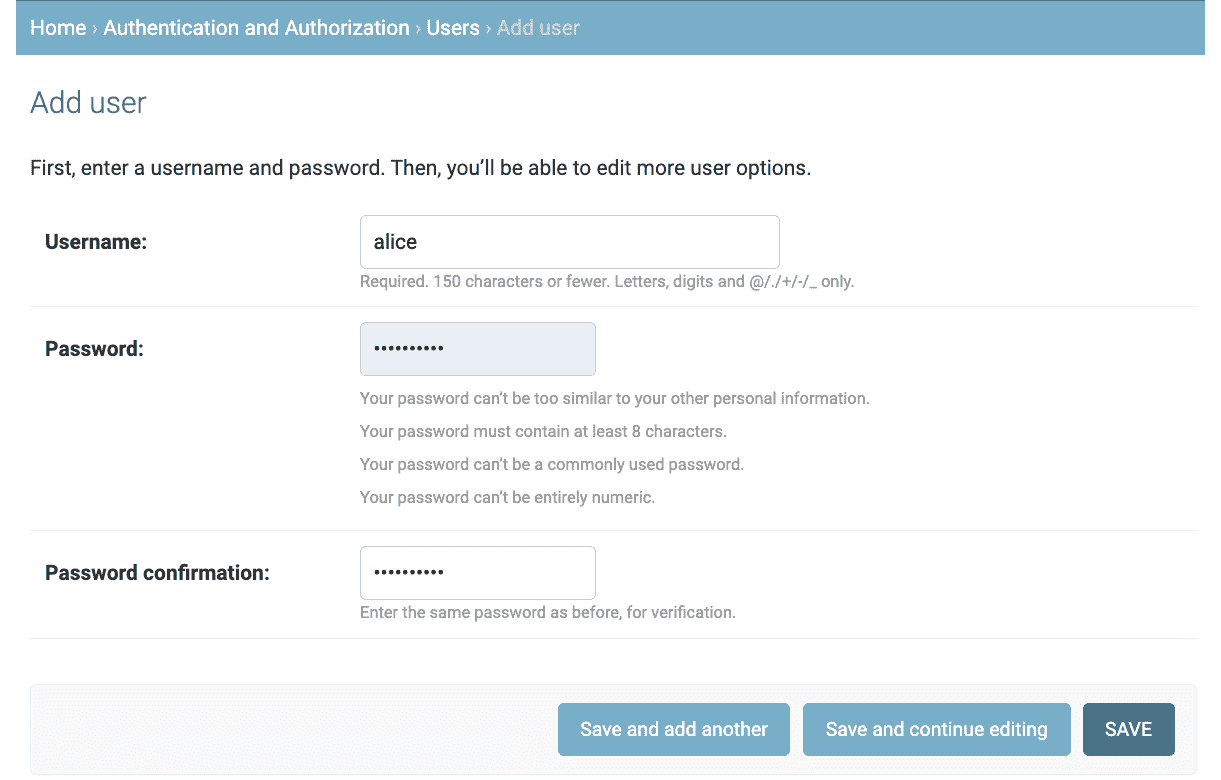 Home › Authentication and Authorization › Users › Add user
Add user
First, enter a username and password. Then, you’ll be able to edit more user options.
Username:
alice
Required. 150 characters or fewer. Letters, digits and @/./+/-/_ only.
Password:
••••••••••
Your password can’t be too similar to your other personal information.
Your password must contain at least 8 characters.
Your password can’t be a commonly used password.
Your password can’t be entirely numeric.
Password confirmation:
••••••••••
Enter the same password as before, for verification.
Save and add another
Save and continue editing
SAVE